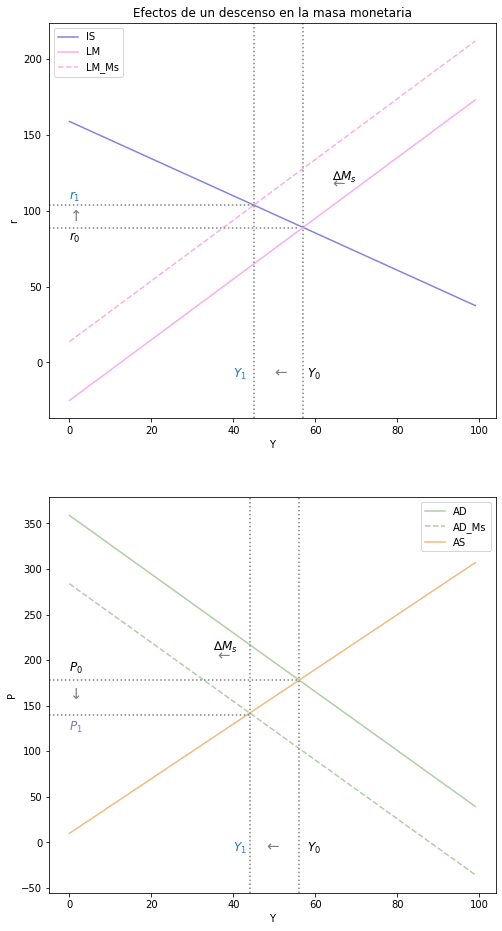 Efectos de un descenso en la masa monetaria
IS
LM
LM_Ms
200
150
100
50
0
r
r₁
↑
r₀
ΔMₛ
←
Y₁ ← Y₀
0 20 40 60 80 100
Y
AD
AD_Ms
AS
350
300
250
200
150
100
50
0
−50
P
ΔMₛ
←
P₀
↓
P₁
Y₁ ← Y₀
0 20 40 60 80 100
Y